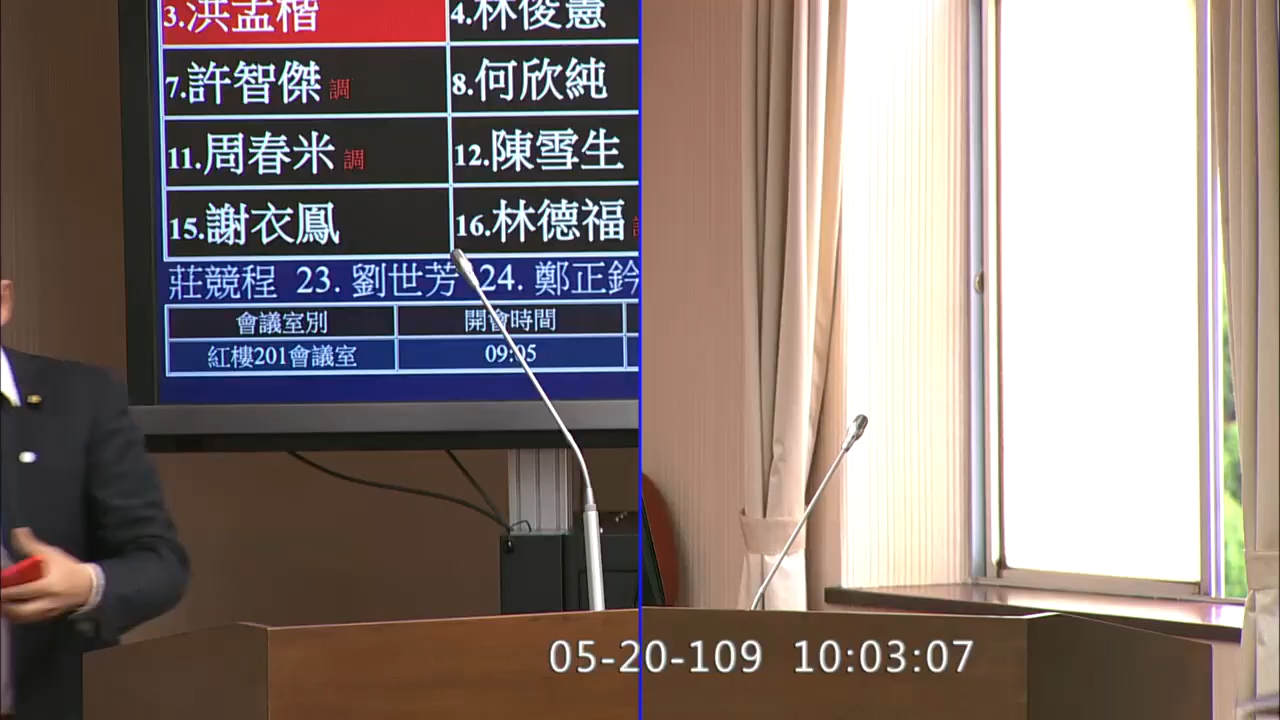 3.洪孟楷 4.林俊憲
7.許智傑 調 8.何欣純
11.周春米 調 12.陳雪生
15.謝衣鳳 16.林德福
莊競程 23. 劉世芳 24. 鄭正鈐
會議室別 開會時間
紅樓201會議室 09:05
05-20-109 10:03:07